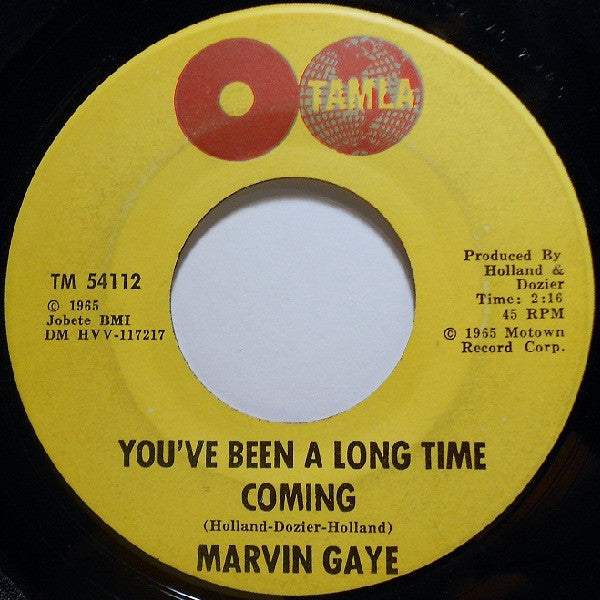 TAMLA
TM 54112
© 1965
Jobete BMI
DM HVV-117217
Produced By
Holland &
Dozier
Time: 2:16
45 RPM
© 1965 Motown
Record Corp.
YOU'VE BEEN A LONG TIME
COMING
(Holland-Dozier-Holland)
MARVIN GAYE